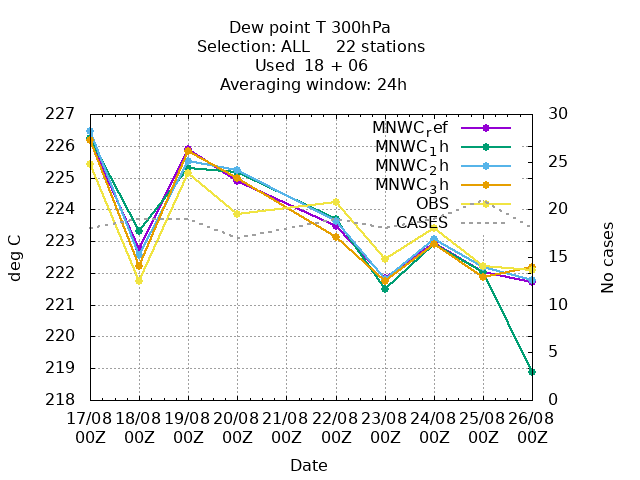 Dew point T 300hPa
Selection: ALL 22 stations
Used 18 + 06
Averaging window: 24h
227
226
225
224
223
222
221
220
219
218
deg C
30
25
20
15
10
5
0
No cases
MNWC_ref
MNWC_1h
MNWC_2h
MNWC_3h
OBS
CASES
17/08 18/08 19/08 20/08 21/08 22/08 23/08 24/08 25/08 26/08
00Z 00Z 00Z 00Z 00Z 00Z 00Z 00Z 00Z 00Z
Date